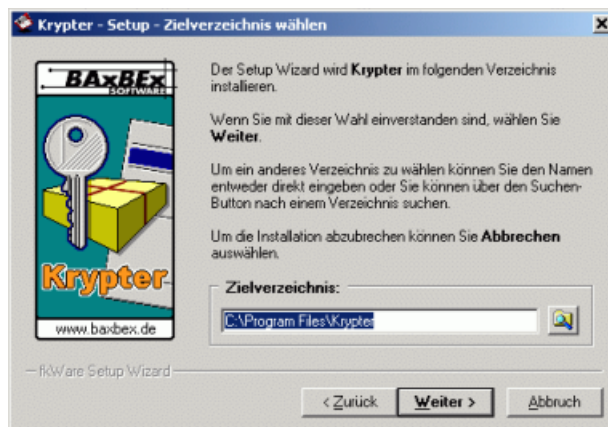 Krypter - Setup - Zielverzeichnis wählen
BAxBEx
SOFTWARE
Krypter
www.baxbex.de
Der Setup Wizard wird Krypter im folgenden Verzeichnis
installieren.
Wenn Sie mit dieser Wahl einverstanden sind, wählen Sie
Weiter.
Um ein anderes Verzeichnis zu wählen können Sie den Namen
entweder direkt eingeben oder Sie können über den Suchen-
Button nach einem Verzeichnis suchen.
Um die Installation abzubrechen können Sie Abbrechen
auswählen.
Zielverzeichnis:
C:\Program Files\Krypter
fkWare Setup Wizard
< Zurück
Weiter >
Abbruch